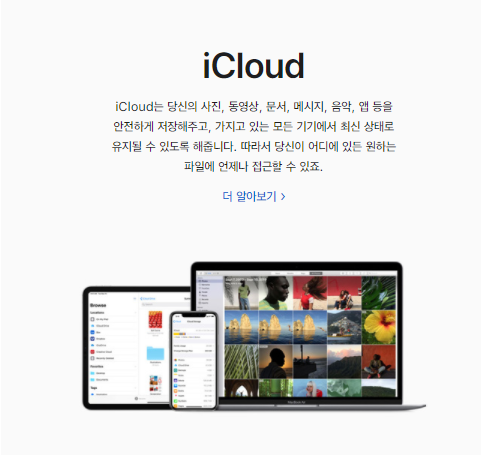 iCloud
iCloud는 당신의 사진, 동영상, 문서, 메시지, 음악, 앱 등을
안전하게 저장해주고, 가지고 있는 모든 기기에서 최신 상태로
유지될 수 있도록 해줍니다. 따라서 당신이 어디에 있든 원하는
파일에 언제나 접근할 수 있죠.
더 알아보기 >
Browse